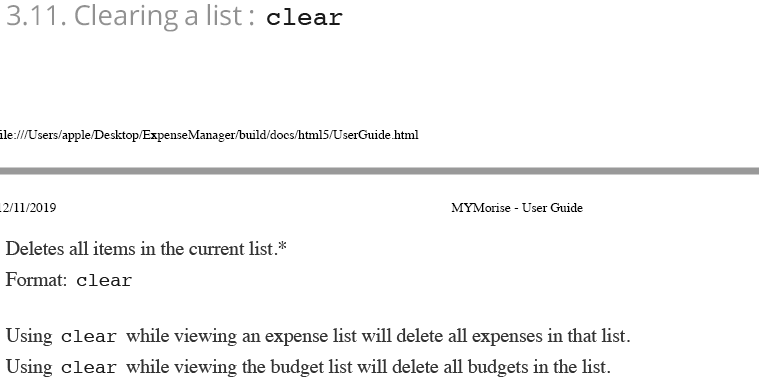 3.11. Clearing a list : clear
ile:///Users/apple/Desktop/ExpenseManager/build/docs/html5/UserGuide.html
12/11/2019 MYMorise - User Guide
Deletes all items in the current list.*
Format: clear
Using clear while viewing an expense list will delete all expenses in that list.
Using clear while viewing the budget list will delete all budgets in the list.